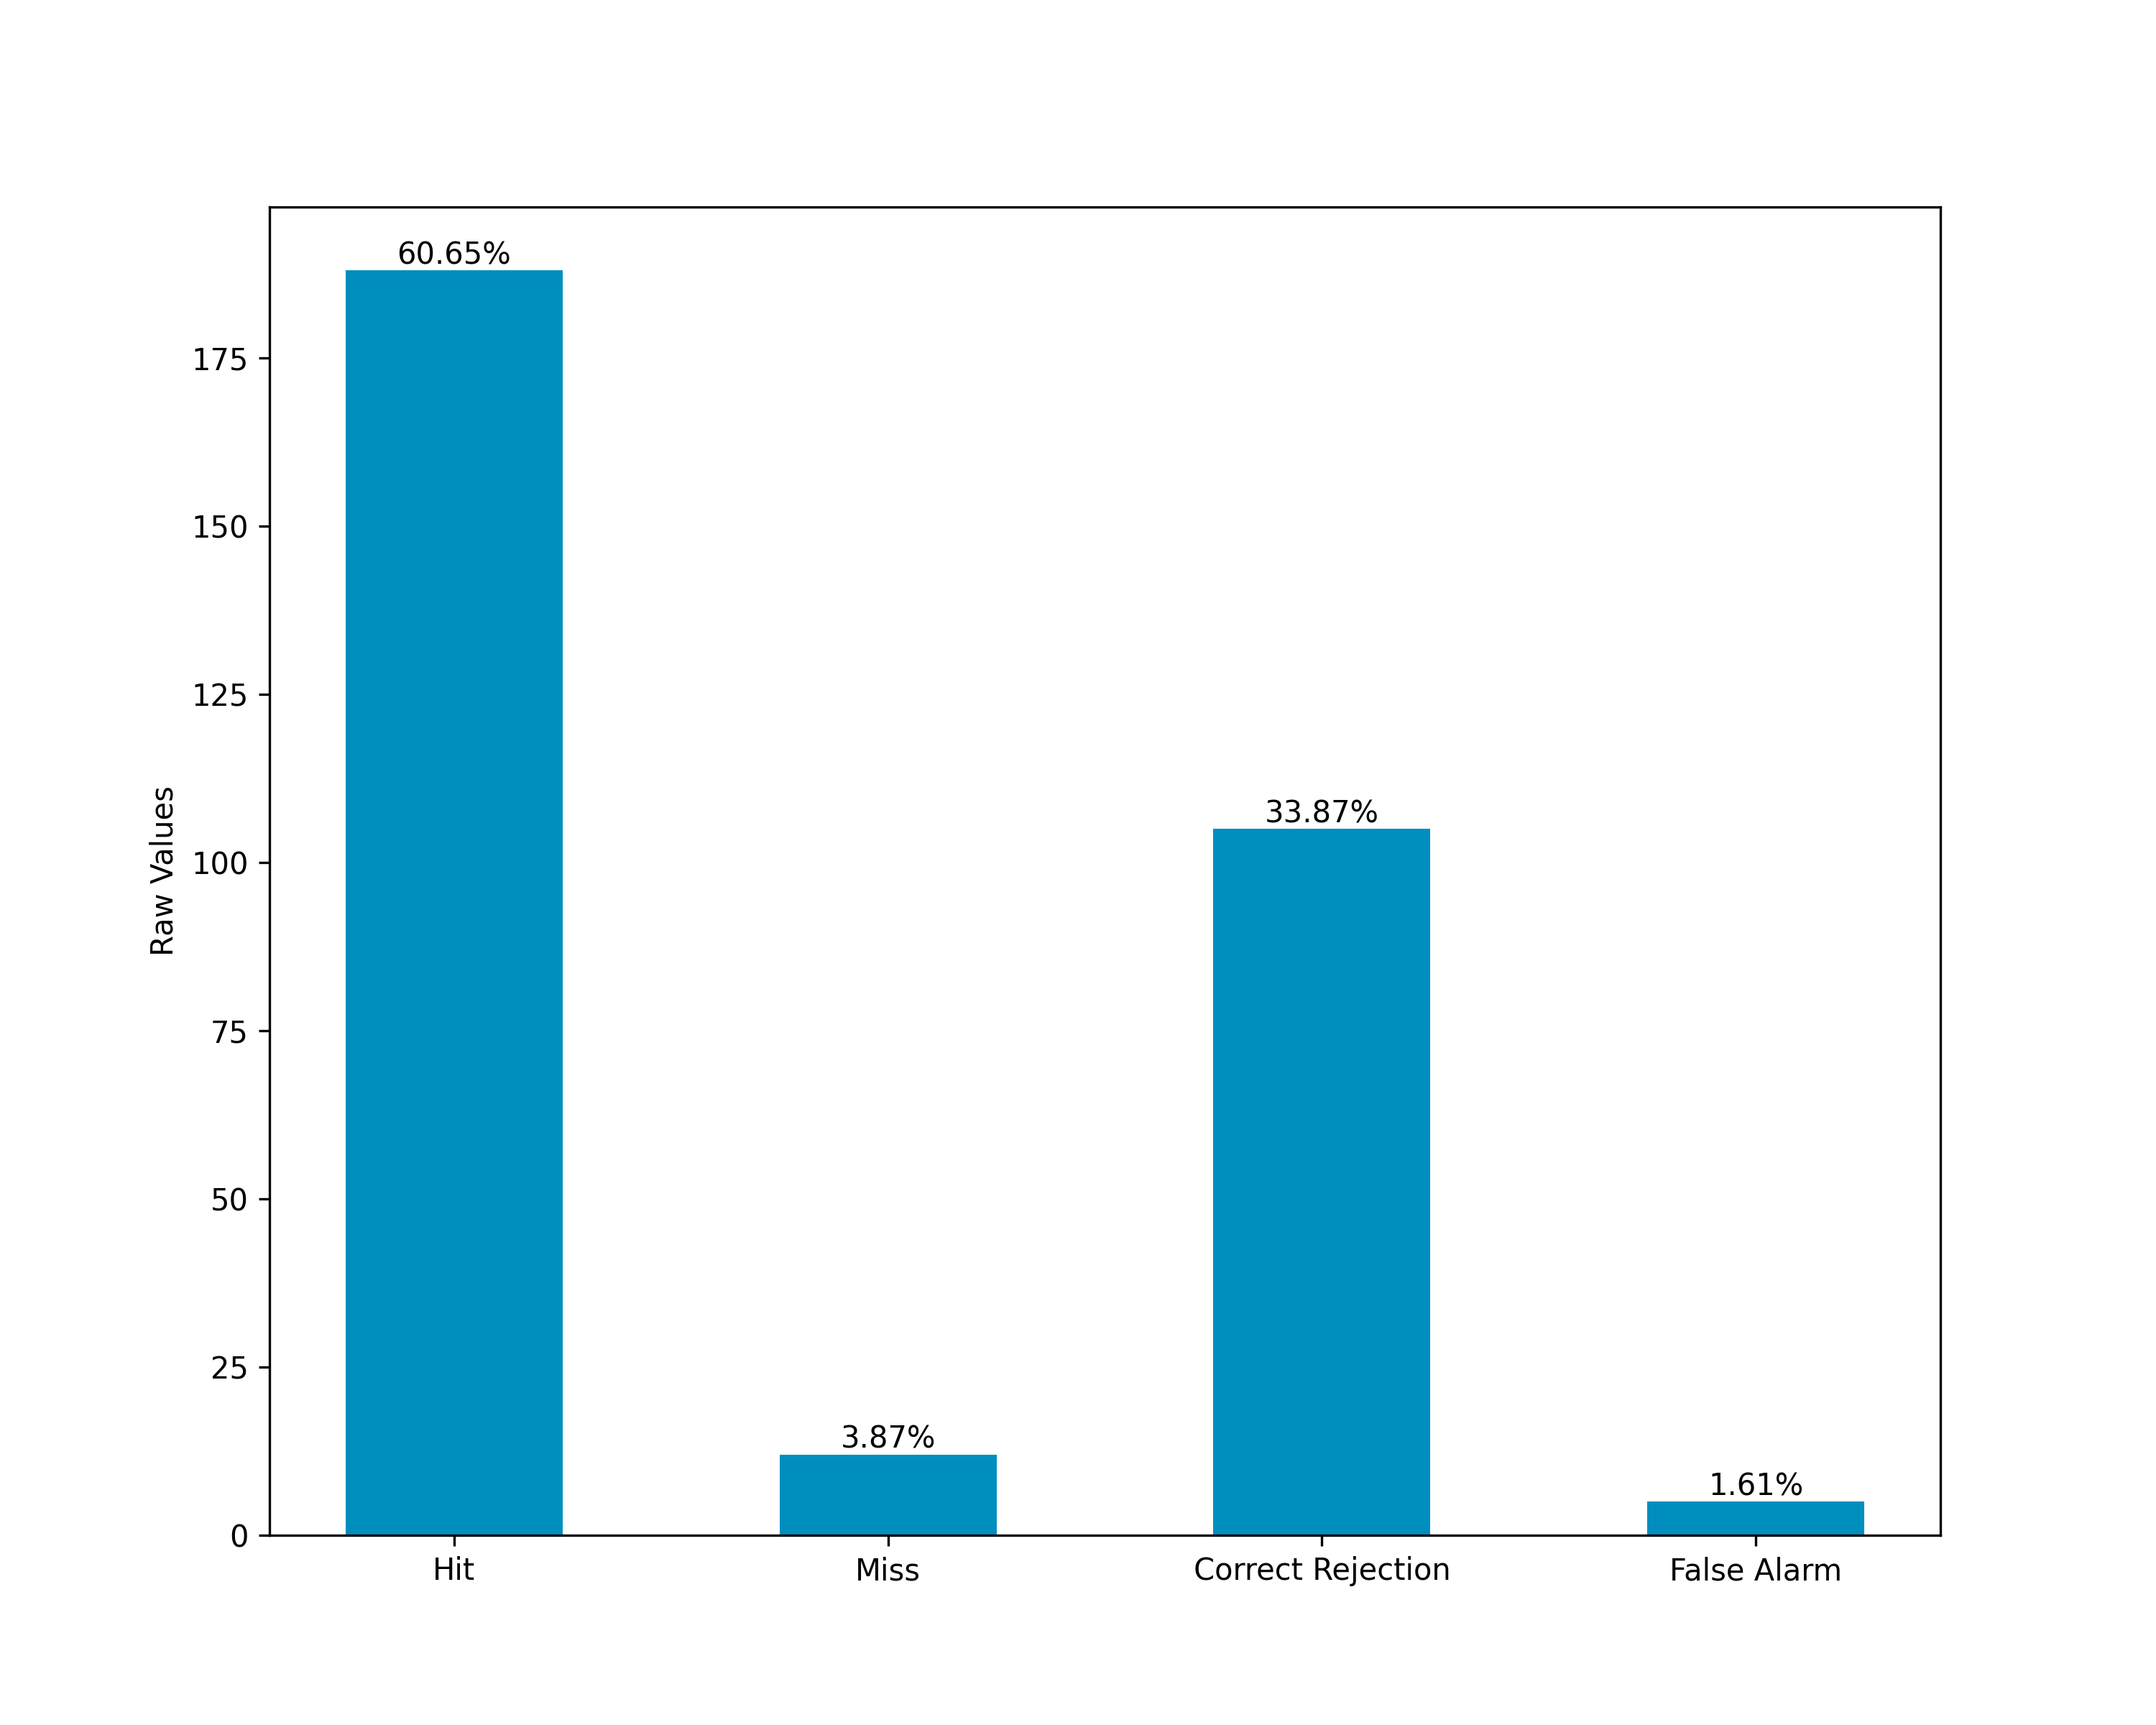 60.65%
175
150
125
33.87%
Raw Values
100
75
50
25
3.87%
1.61%
0
Hit
Miss
Correct Rejection
False Alarm